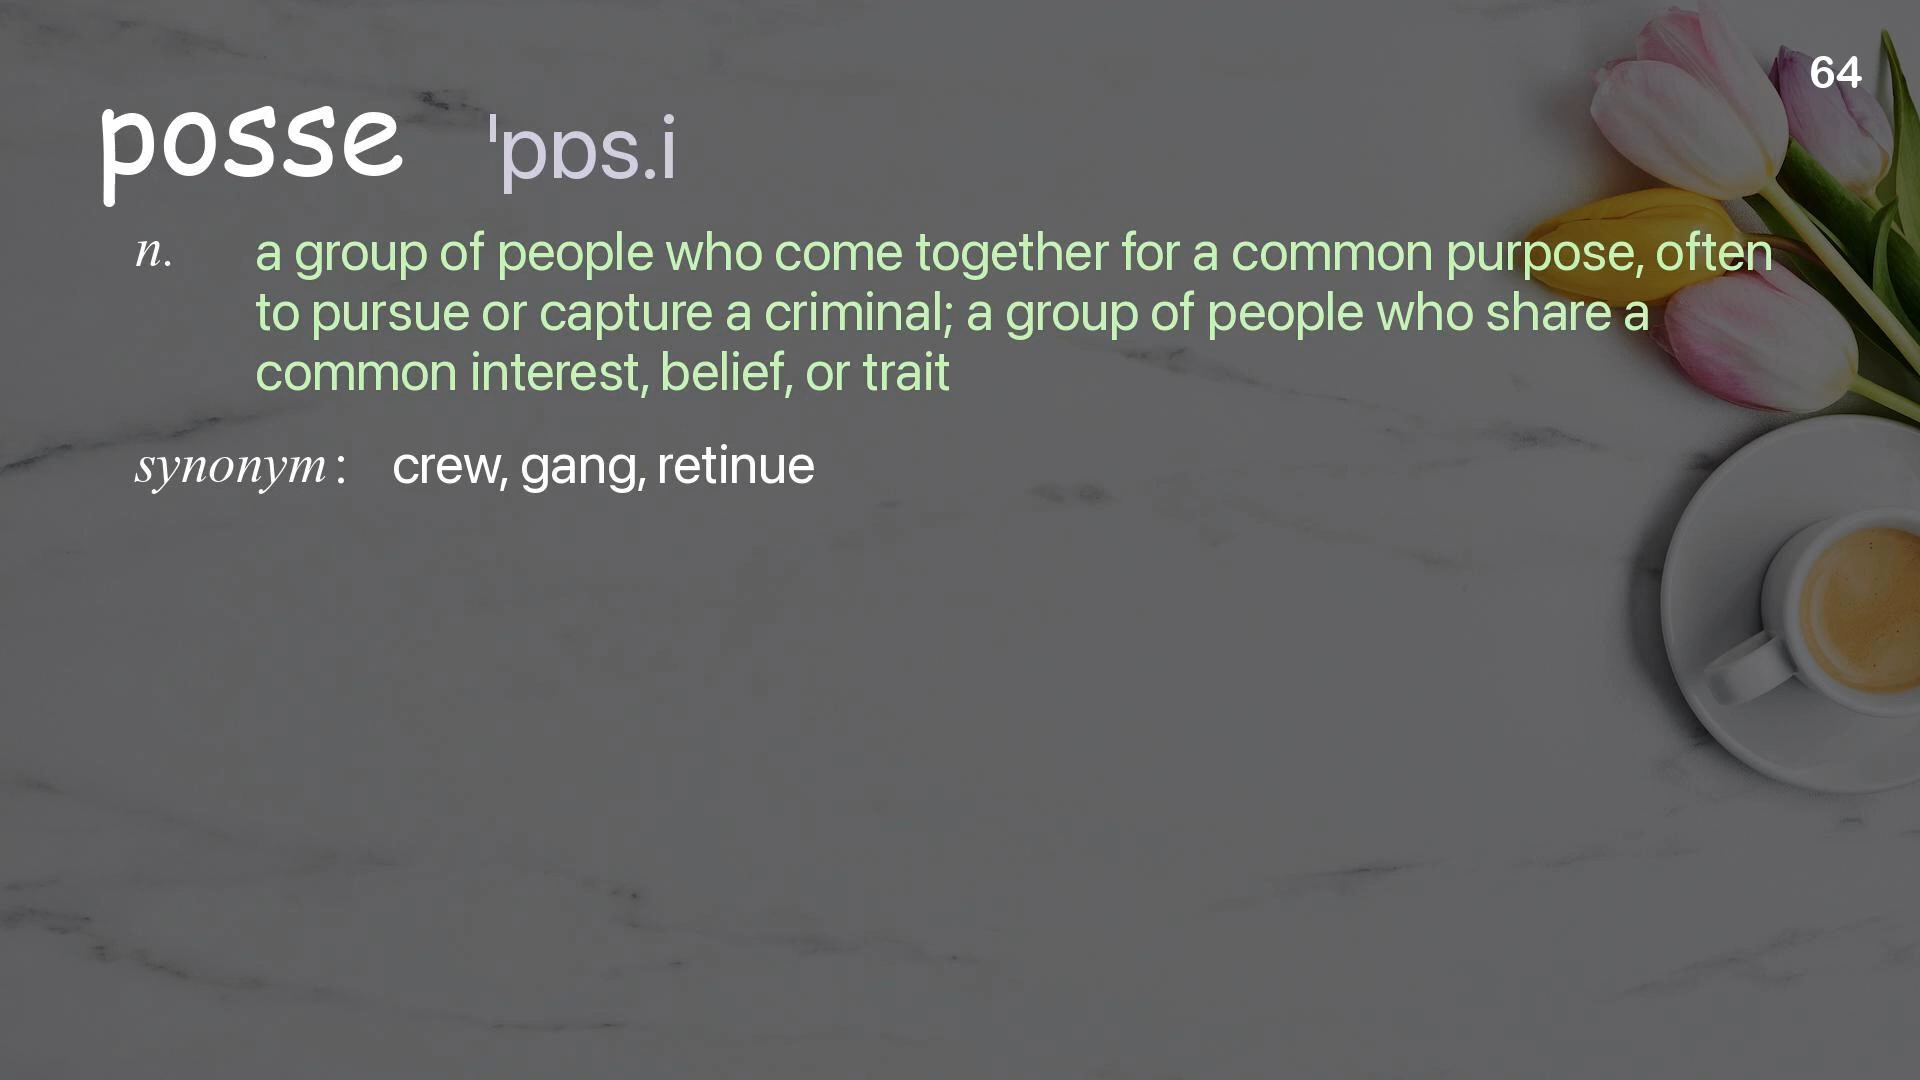 64
posse ˈpɒs.i
n. a group of people who come together for a common purpose, often
to pursue or capture a criminal; a group of people who share a
common interest, belief, or trait
synonym : crew, gang, retinue